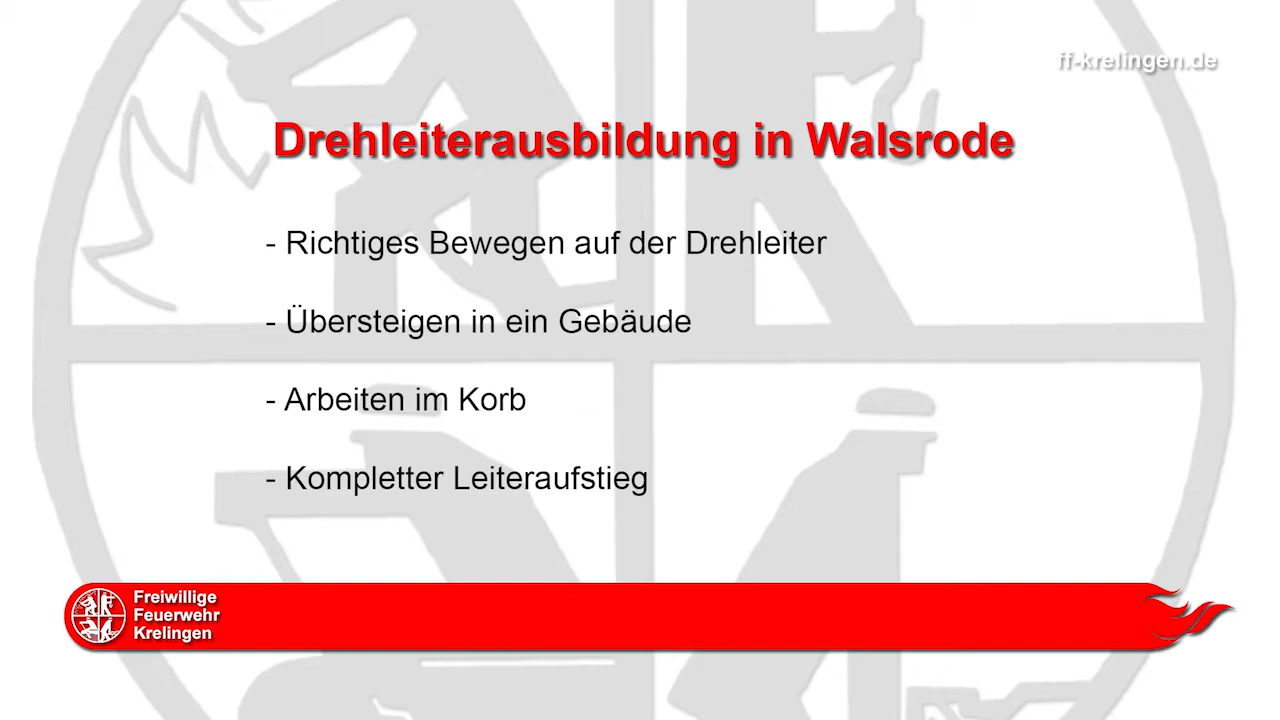 ff-krelingen.de
Drehleiterausbildung in Walsrode
- Richtiges Bewegen auf der Drehleiter
- Übersteigen in ein Gebäude
- Arbeiten im Korb
- Kompletter Leiteraufstieg
Freiwillige
Feuerwehr
Krelingen